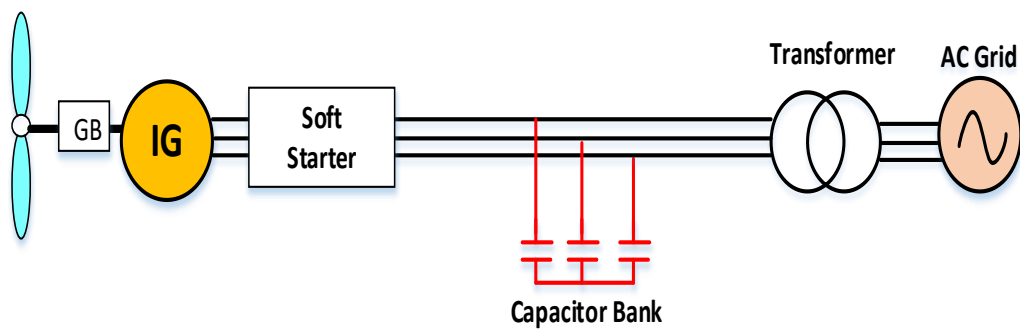 GB
IG
Soft
Starter
Transformer
AC Grid
Capacitor Bank